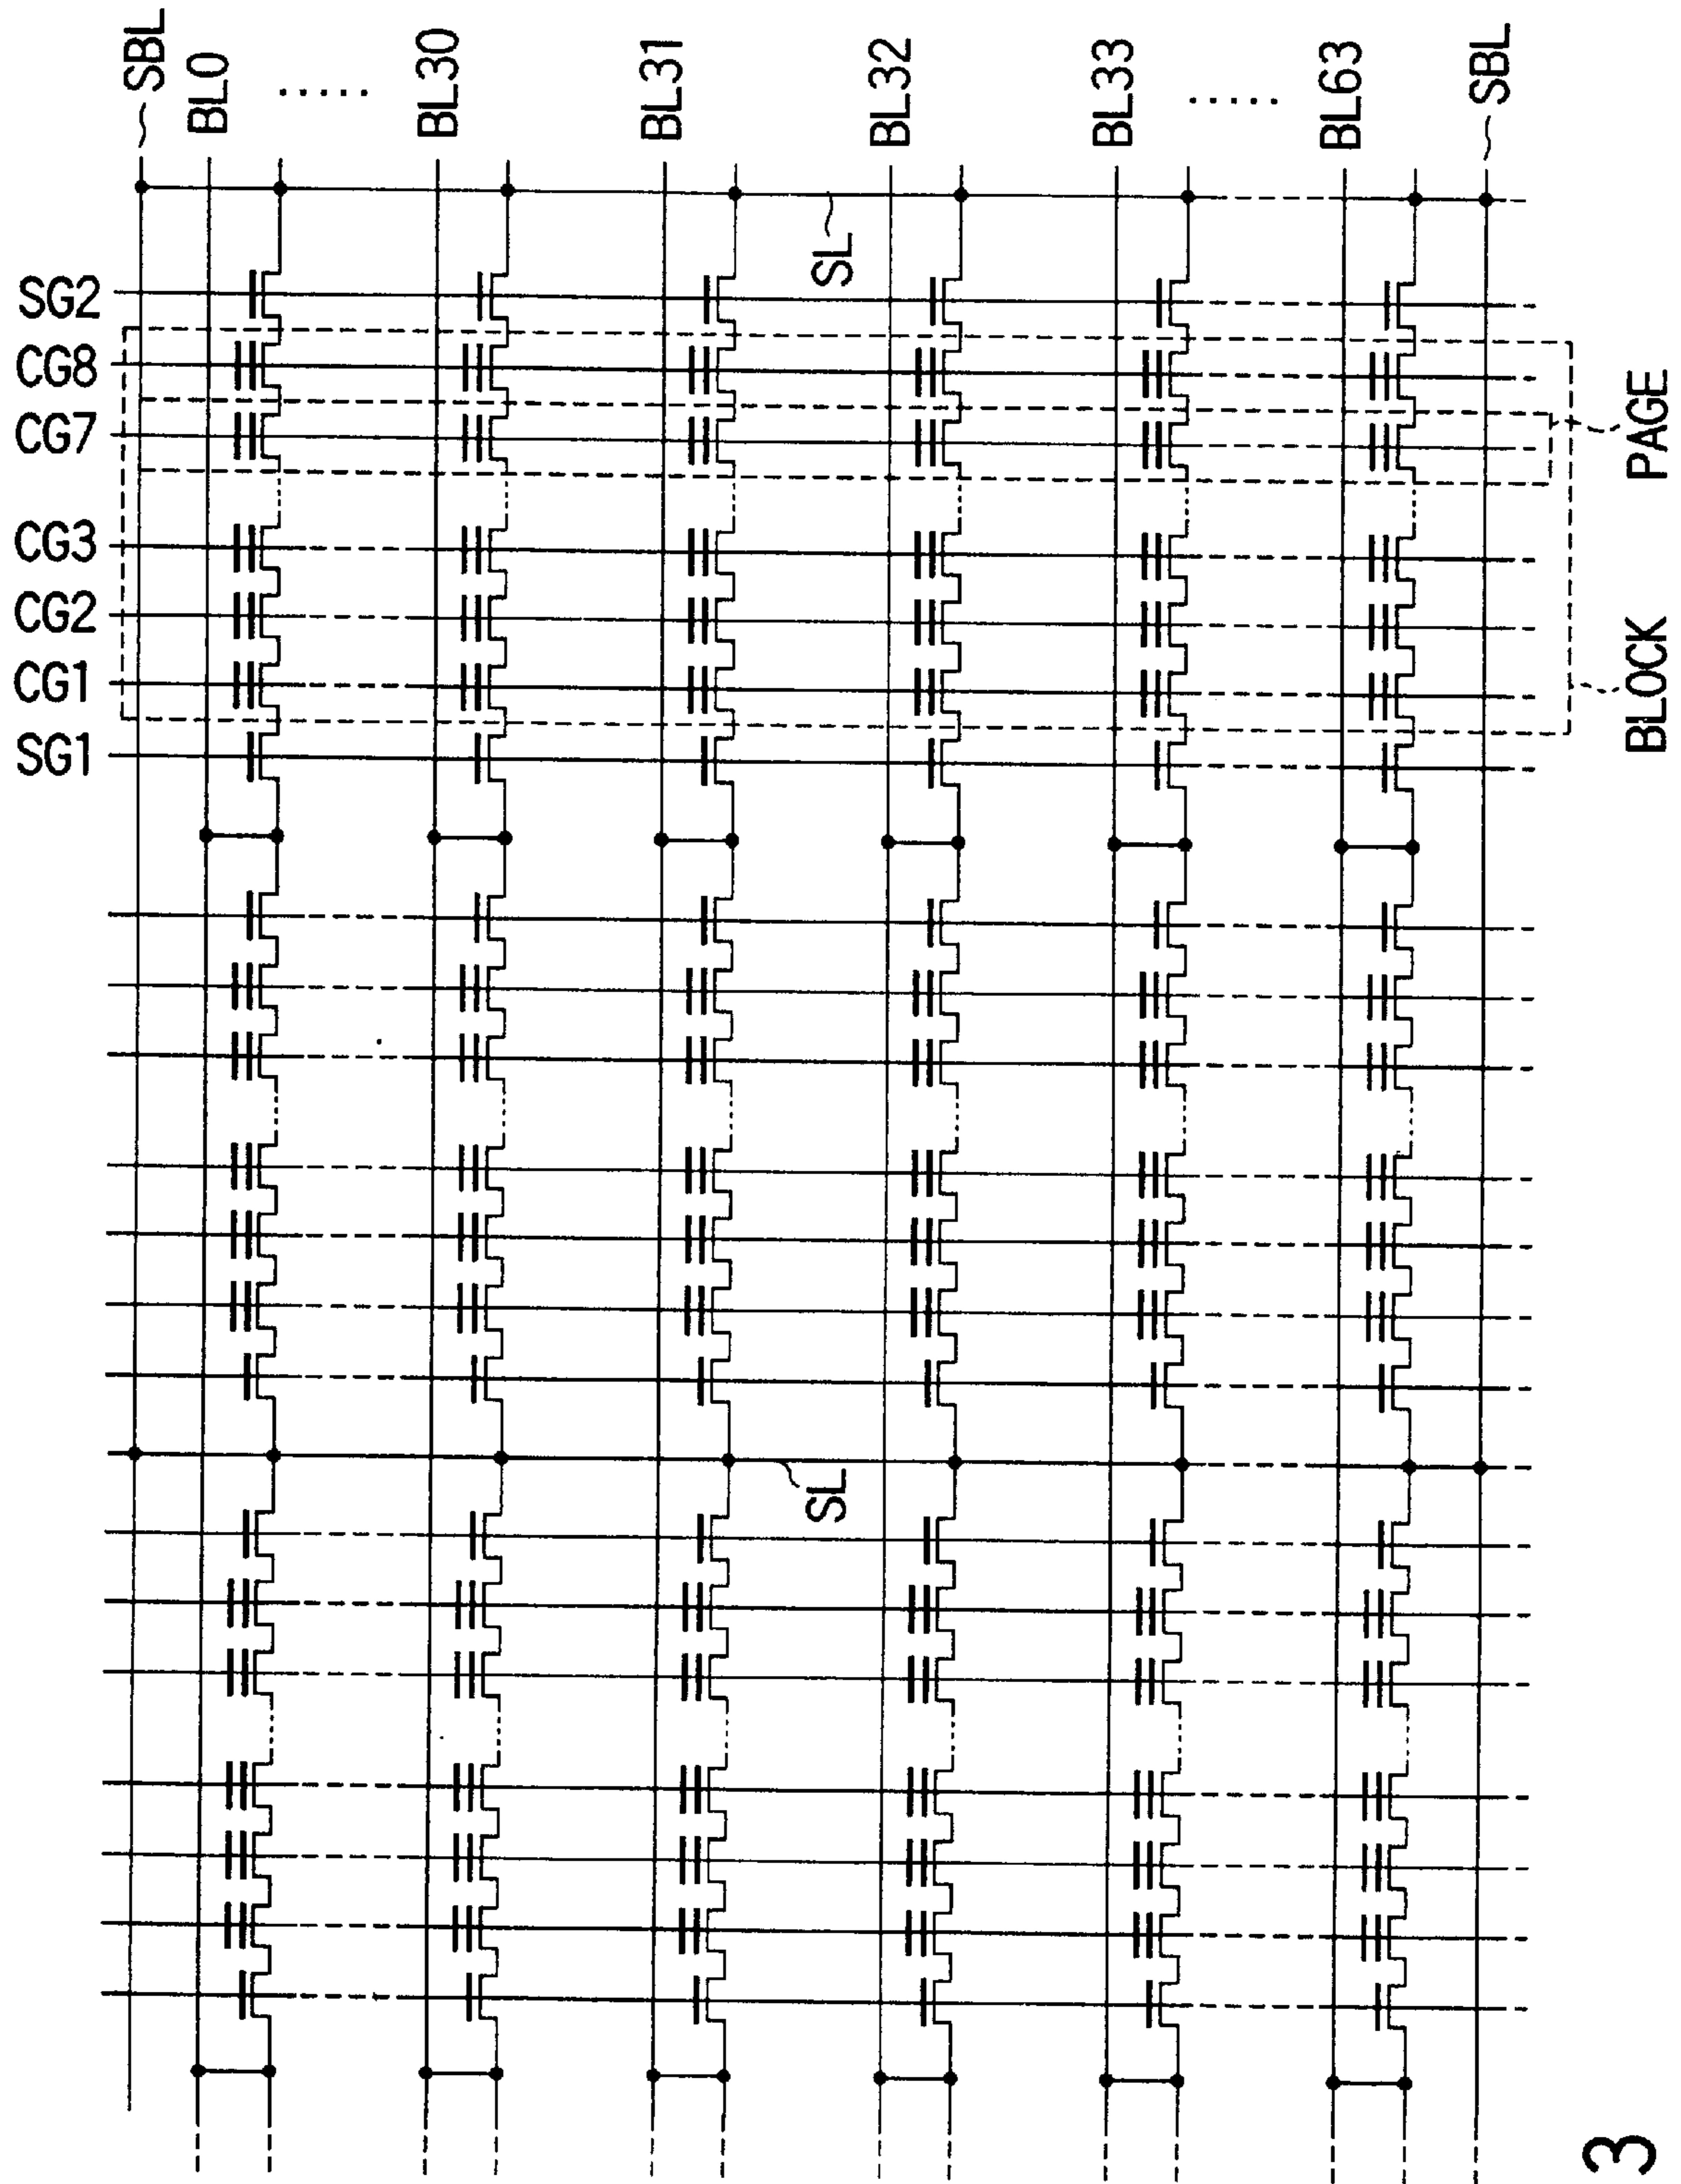 SBL
BL0
.....
BL30
BL31
BL32
BL33
.....
BL63
SBL
SG2
CG8
CG7
CG3
CG2
CG1
SG1
SL
SL
PAGE
BLOCK
3